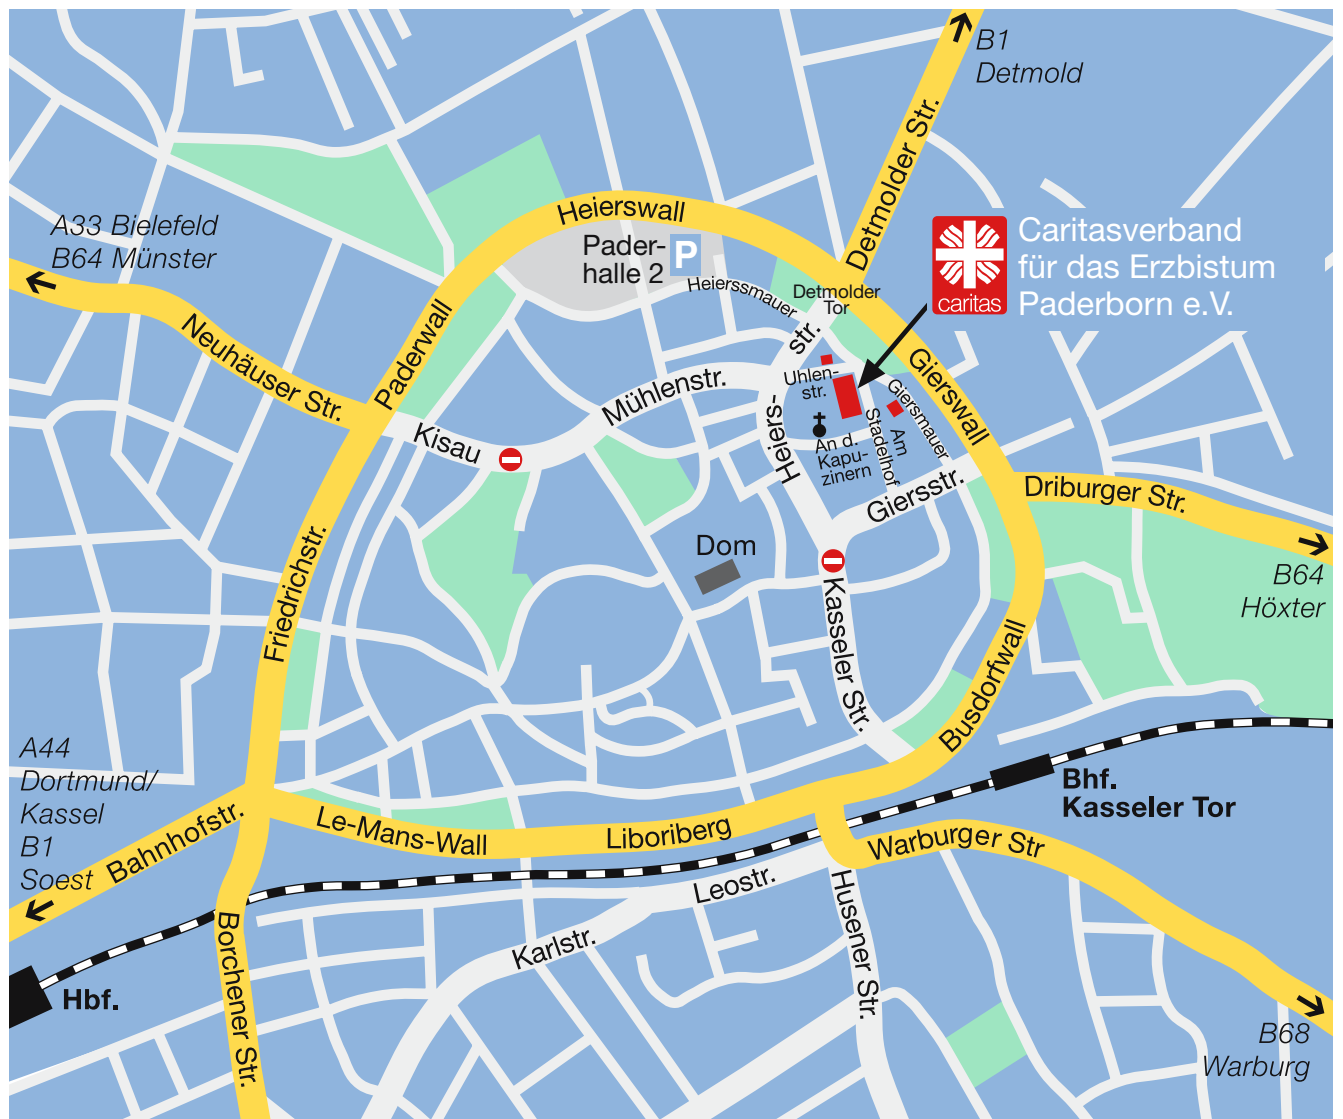 B1
Detmold
Detmolder Str.
A33 Bielefeld
B64 Münster
Heierswall
Pader-
halle 2
P
Heierssmauer
Detmolder
Tor
caritas
Caritasverband
für das Erzbistum
Paderborn e.V.
Neuhäuser Str.
Paderwall
Kisau
Mühlenstr.
Heiers-
str.
Uhlen-
str.
An d.
Kapu-
zinern
Stadelhof
Am
Giersmauer
Gierswall
Giersstr.
Driburger Str.
B64
Höxter
Dom
Friedrichstr.
Kasseler Str.
Busdorfwall
A44
Dortmund/
Kassel
B1
Soest
Bahnhofstr.
Le-Mans-Wall
Liboriberg
Bhf.
Kasseler Tor
Warburger Str
Leostr.
Karlstr.
Husener Str.
Borchener Str.
Hbf.
B68
Warburg